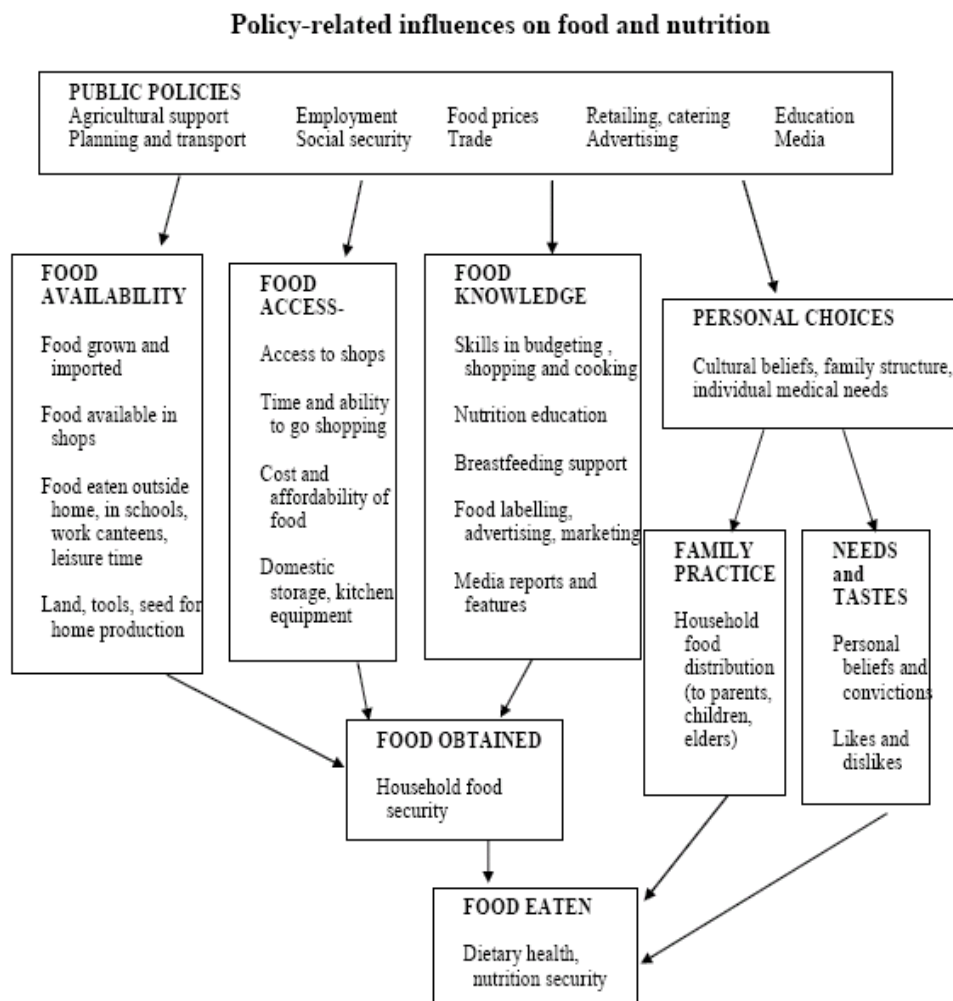 Policy-related influences on food and nutrition
PUBLIC POLICIES
Agricultural support Employment Food prices Retailing, catering Education
Planning and transport Social security Trade Advertising Media
FOOD
AVAILABILITY
Food grown and
imported
Food available in
shops
Food eaten outside
home, in schools,
work canteens,
leisure time
Land, tools, seed for
home production
FOOD
ACCESS-
Access to shops
Time and ability
to go shopping
Cost and
affordability of
food
Domestic
storage, kitchen
equipment
FOOD
KNOWLEDGE
Skills in budgeting ,
shopping and cooking
Nutrition education
Breastfeeding support
Food labelling,
advertising, marketing
Media reports and
features
PERSONAL CHOICES
Cultural beliefs, family structure,
individual medical needs
FAMILY
PRACTICE
Household
food
distribution
(to parents,
children,
elders)
NEEDS
and
TASTES
Personal
beliefs and
convictions
Likes and
dislikes
FOOD OBTAINED
Household food
security
FOOD EATEN
Dietary health,
nutrition security